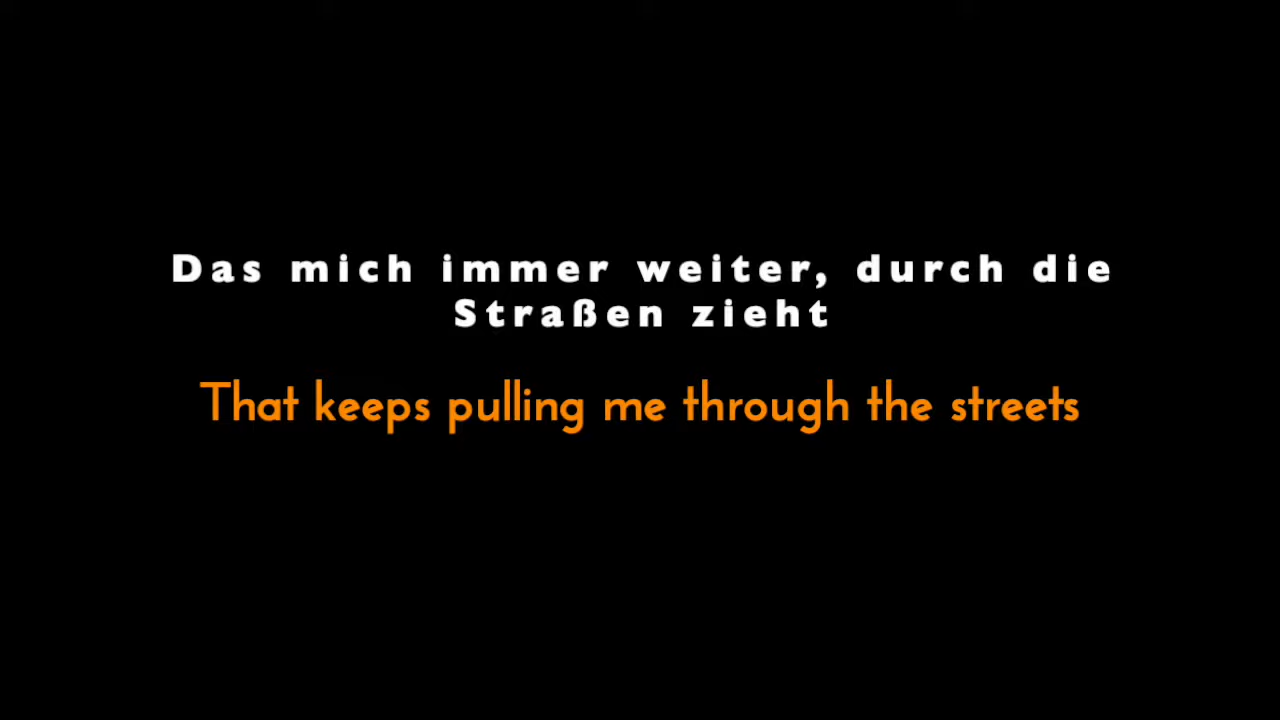 Das mich immer weiter, durch die
Straßen zieht
That keeps pulling me through the streets